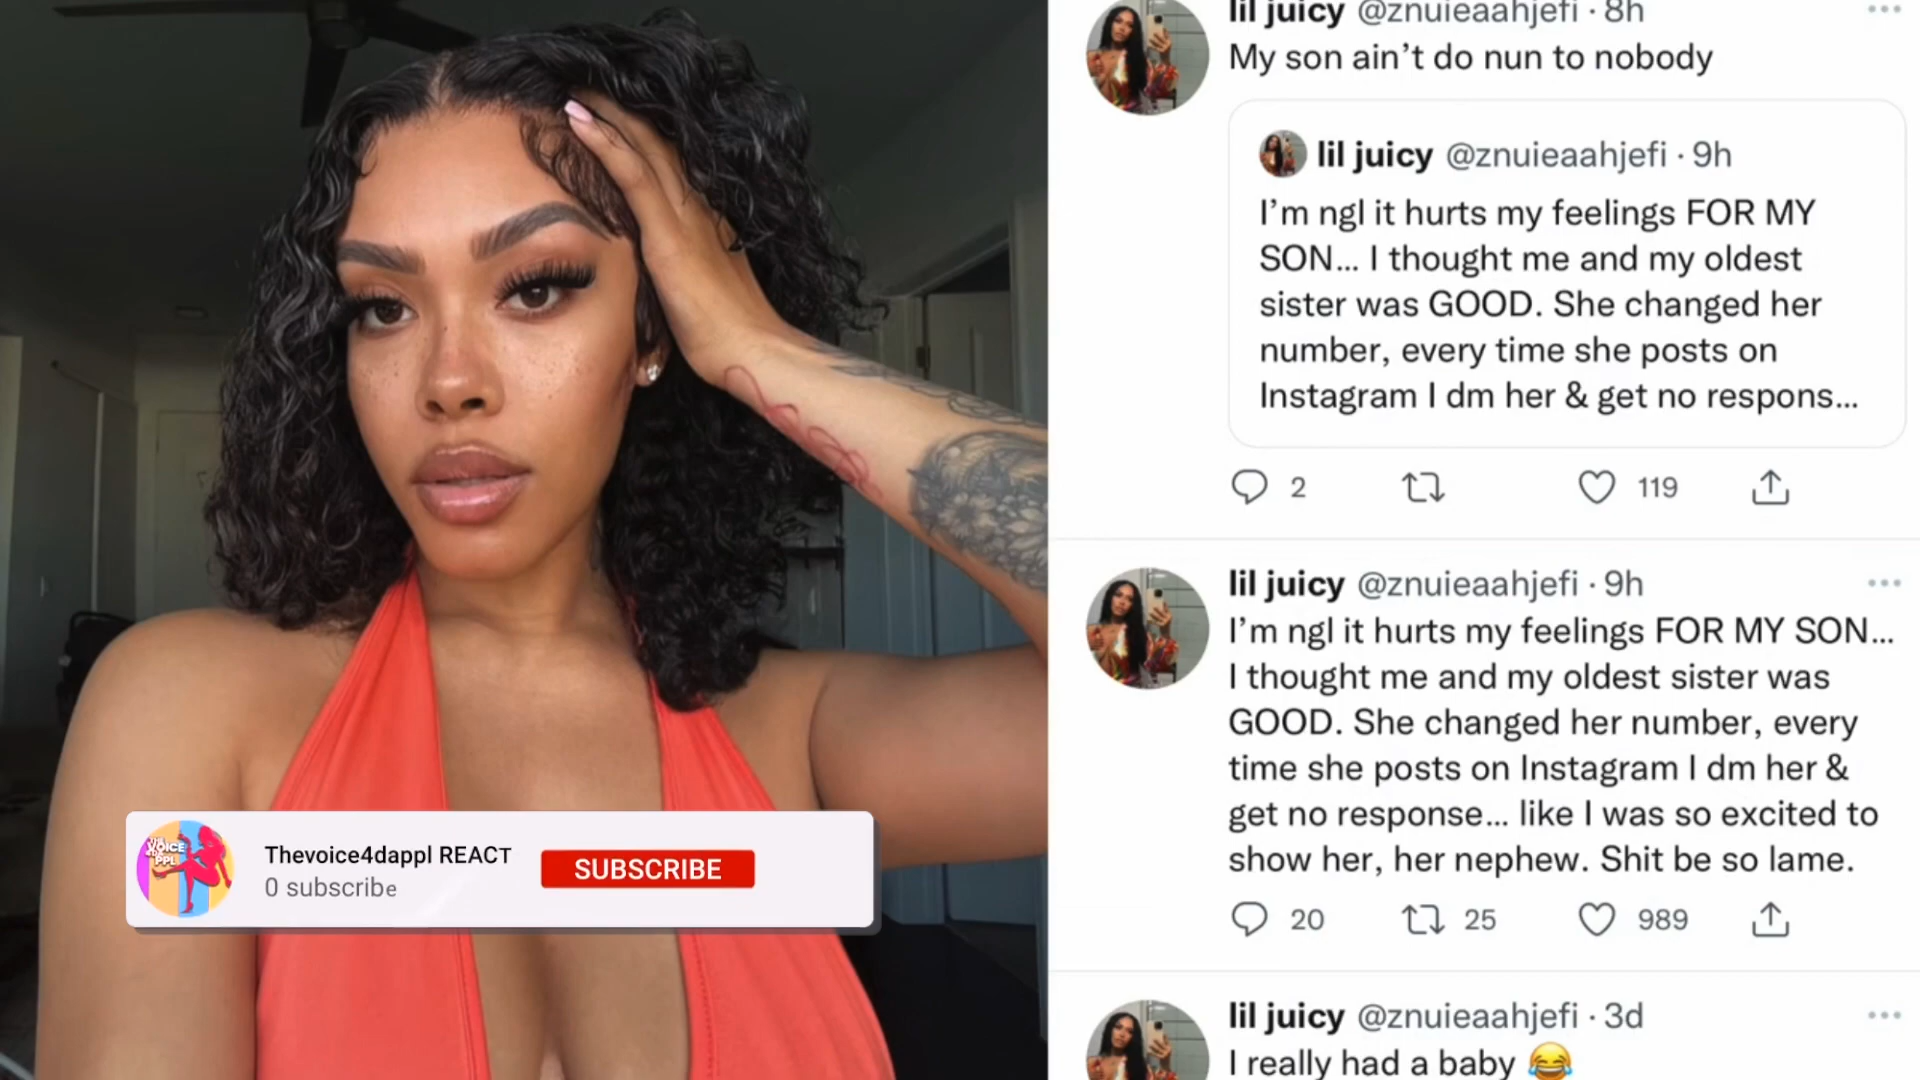 lil juicy @znuieaahjefi · 8h
My son ain’t do nun to nobody
lil juicy @znuieaahjefi · 9h
I’m ngl it hurts my feelings FOR MY
SON... I thought me and my oldest
sister was GOOD. She changed her
number, every time she posts on
Instagram I dm her & get no respons...
2
119
lil juicy @znuieaahjefi · 9h
I’m ngl it hurts my feelings FOR MY SON...
I thought me and my oldest sister was
GOOD. She changed her number, every
time she posts on Instagram I dm her &
get no response... like I was so excited to
show her, her nephew. Shit be so lame.
20
25
989
lil juicy @znuieaahjefi · 3d
I really had a baby 😂
VOICE
PPL
Thevoice4dappl REACT
0 subscribe
SUBSCRIBE